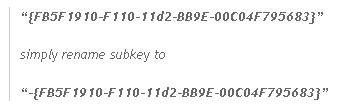 “{FB5F1910-F110-11d2-BB9E-00C04F795683}”
simply rename subkey to
“-{FB5F1910-F110-11d2-BB9E-00C04F795683}”